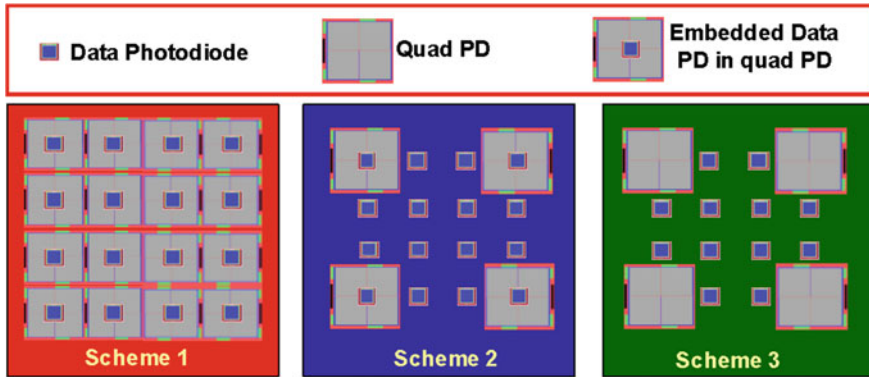 Data Photodiode
Quad PD
Embedded Data
PD in quad PD
Scheme 1
Scheme 2
Scheme 3